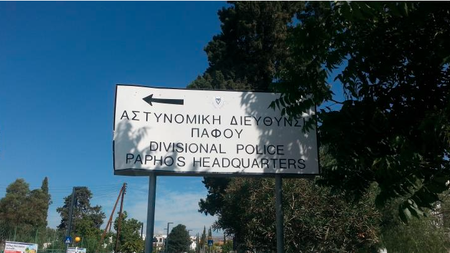 ΑΣΤΥΝΟΜΙΚΗ ΔΙΕΥΘΥΝΣΗ
ΠΑΦΟΥ
DIVISIONAL POLICE
PAPHOS HEADQUARTERS